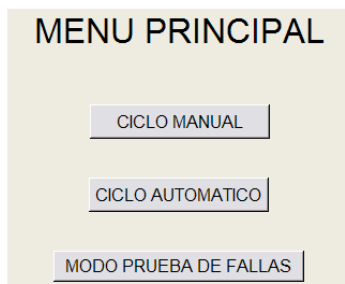 MENU PRINCIPAL
CICLO MANUAL
CICLO AUTOMATICO
MODO PRUEBA DE FALLAS